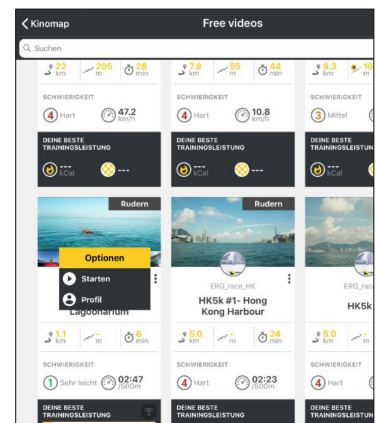 Kinomap
Free videos
Suchen
22 km
205 m
28 min
7.9 km
55 m
44 min
9.3 km
m
SCHWIERIGKEIT
4 Hart
47.2 km/h
SCHWIERIGKEIT
4 Hart
10.8 km/h
SCHWIERIGKEIT
3 Mittel
DEINE BESTE
TRAININGSLEISTUNG
--- kCal
---
DEINE BESTE
TRAININGSLEISTUNG
--- kCal
---
DEINE BESTE
TRAININGSLEISTUN
--- kCal
Rudern
Optionen
Starten
Profil
Lagoonarium
1.1 km
- m
6 min
SCHWIERIGKEIT
1 Sehr leicht
02:47 /500m
DEINE BESTE
TRAININGSLEISTUNG
Rudern
ERG_race_HK
HK5k #1- Hong
Kong Harbour
5.0 km
- m
24 min
SCHWIERIGKEIT
4 Hart
02:23 /500m
DEINE BESTE
TRAININGSLEISTUNG
ERG_rac
HK5k
5.0 km
- m
SCHWIERIGKEIT
4 Hart
DEINE BESTE
TRAININGSLEISTUN